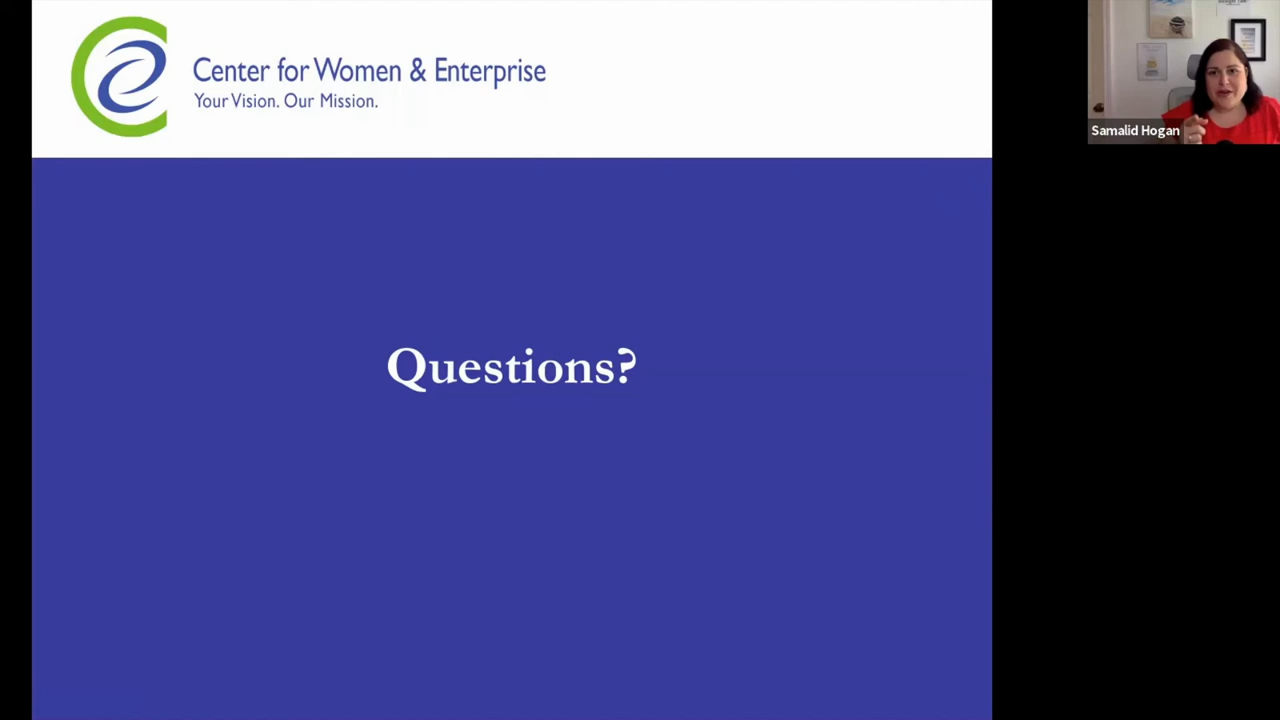 Center for Women & Enterprise
Your Vision. Our Mission.
Samalid Hogan
Questions?